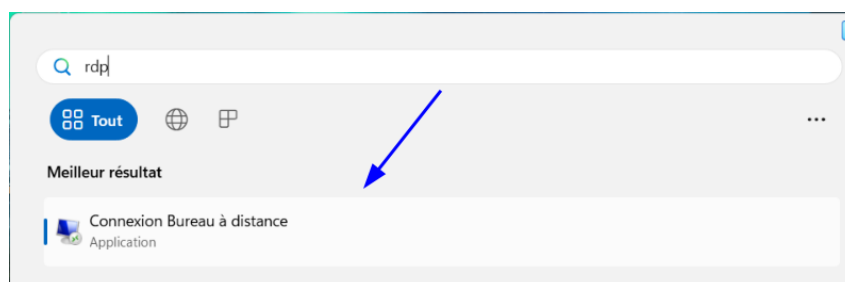 rdp
Tout
Meilleur résultat
Connexion Bureau à distance
Application